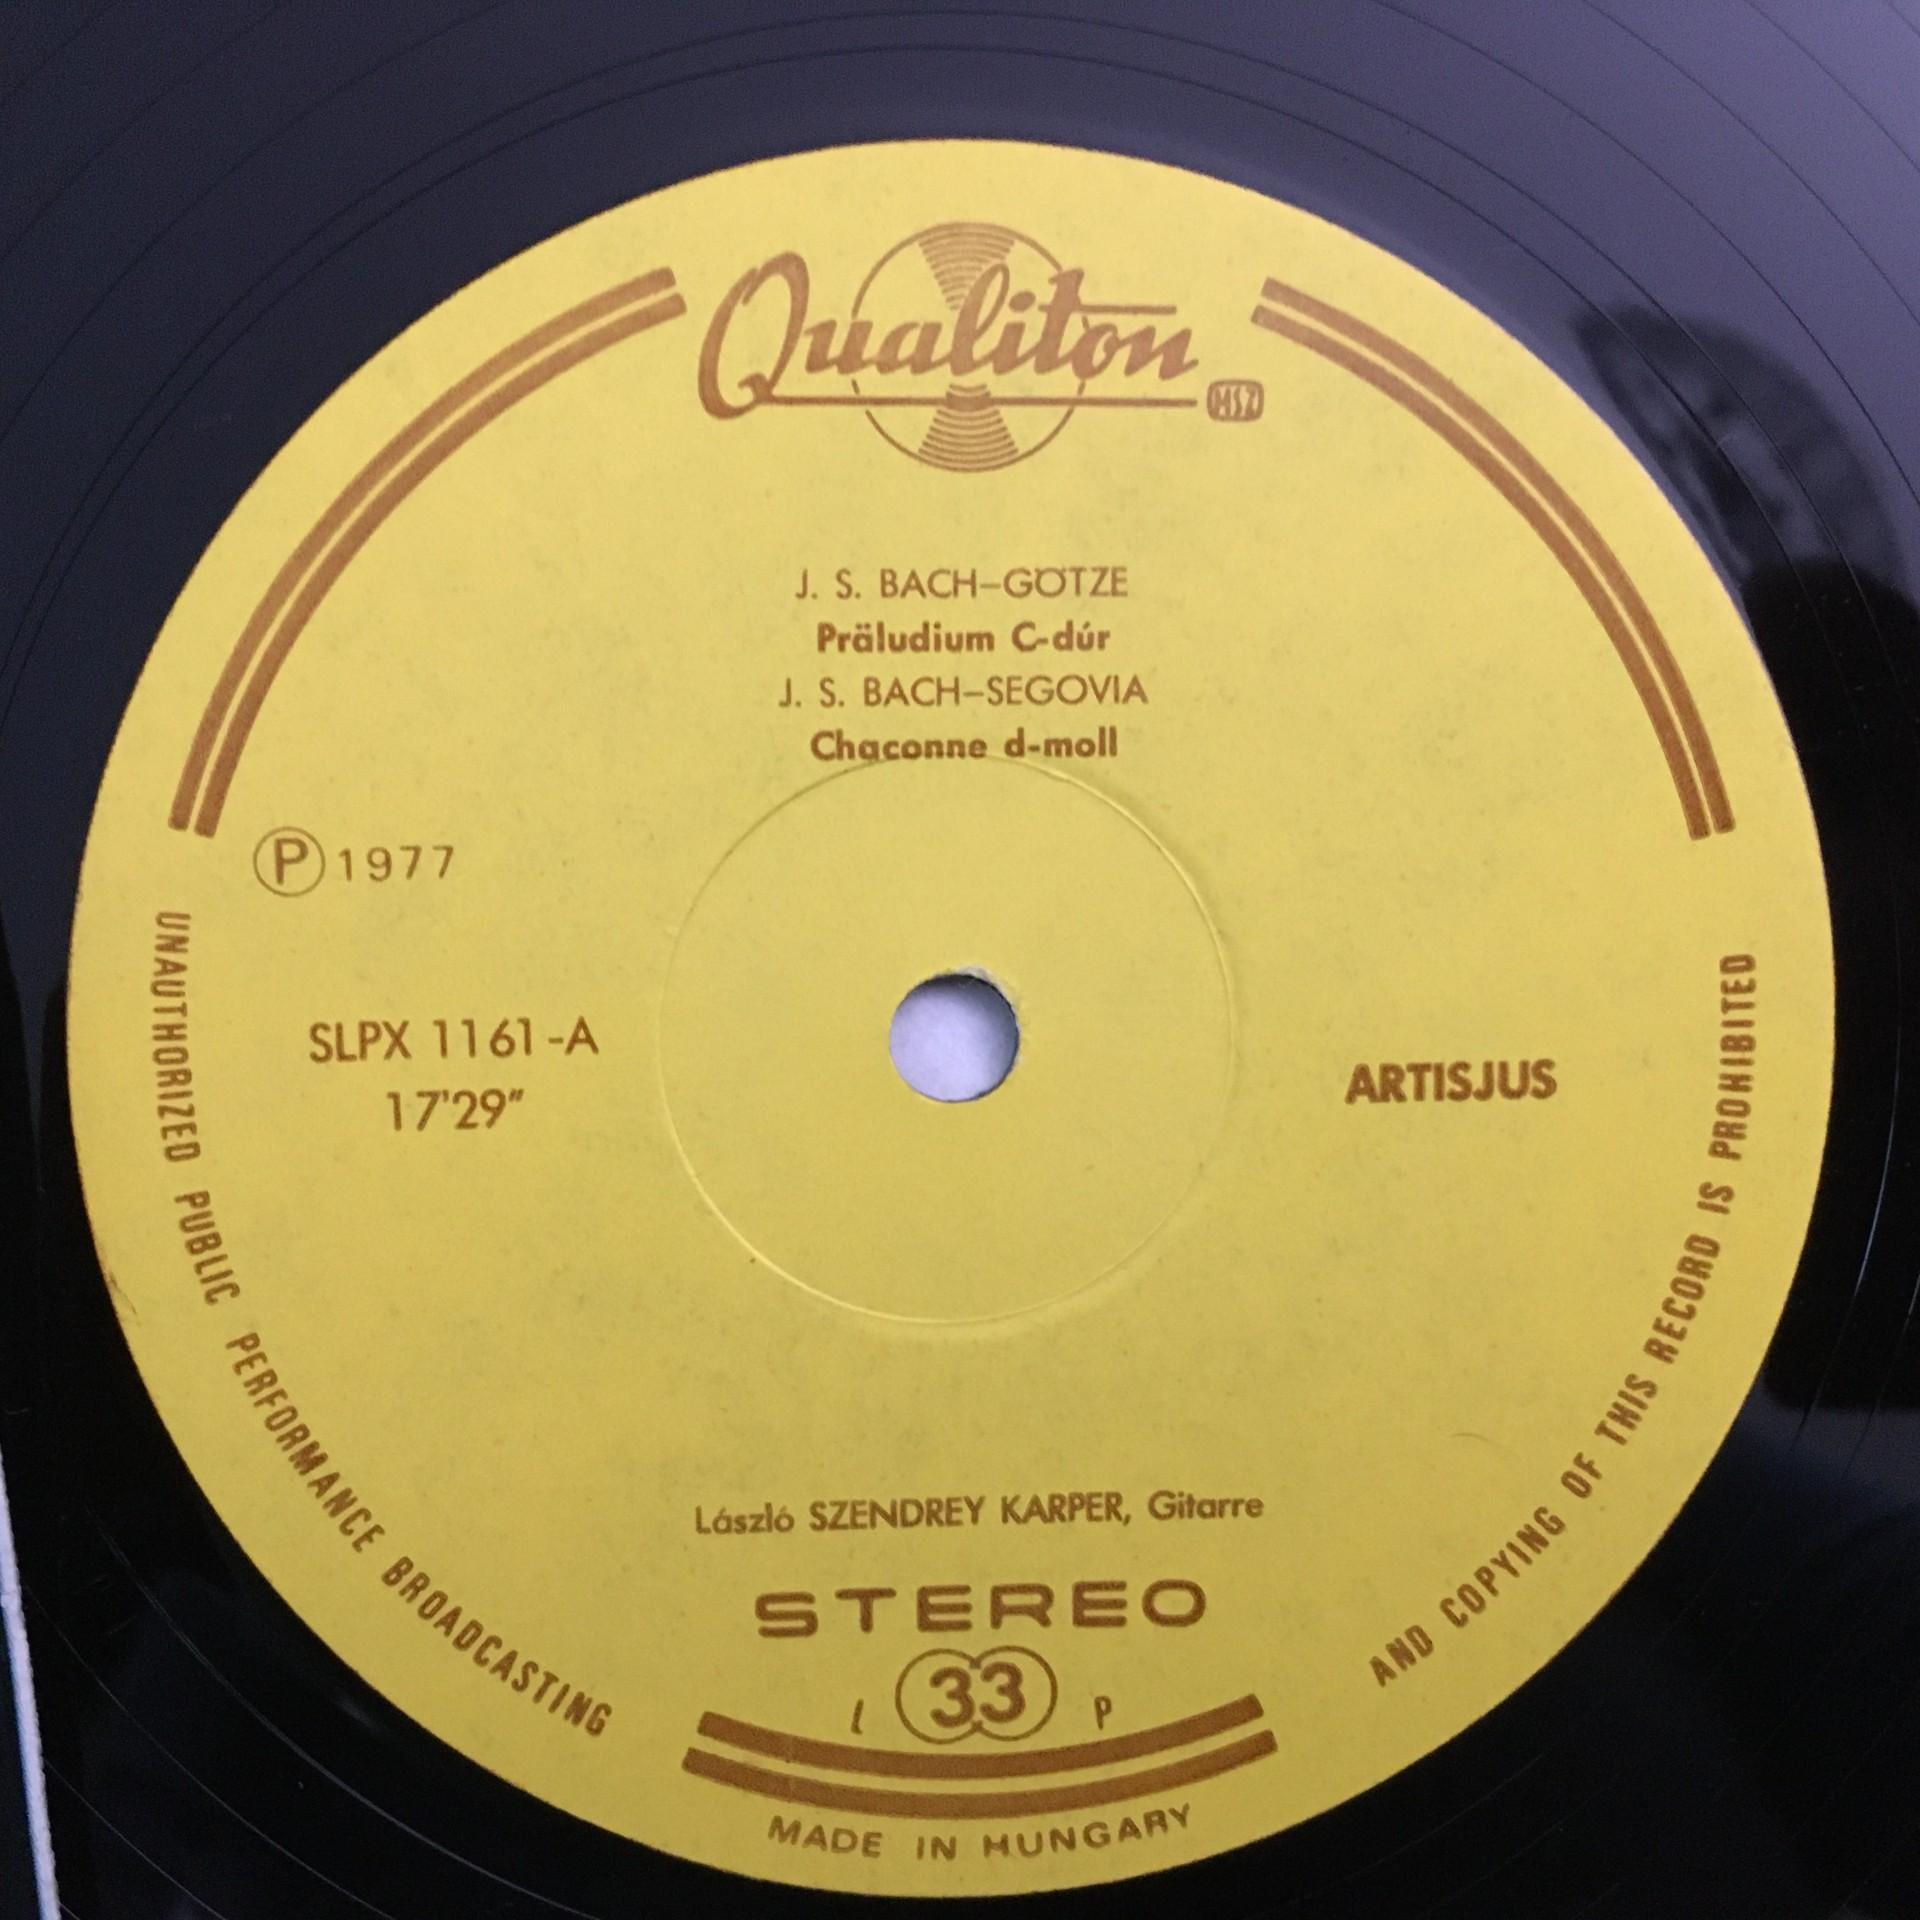 Qualiton
MSZ
J. S. BACH–GÖTZE
Präludium C-dúr
J. S. BACH–SEGOVIA
Chaconne d-moll
Ⓟ 1977
SLPX 1161-A
17'29"
ARTISJUS
László SZENDREY KARPER, Gitarre
STEREO
L 33 P
UNAUTHORIZED PUBLIC PERFORMANCE BROADCASTING
AND COPYING OF THIS RECORD IS PROHIBITED
MADE IN HUNGARY